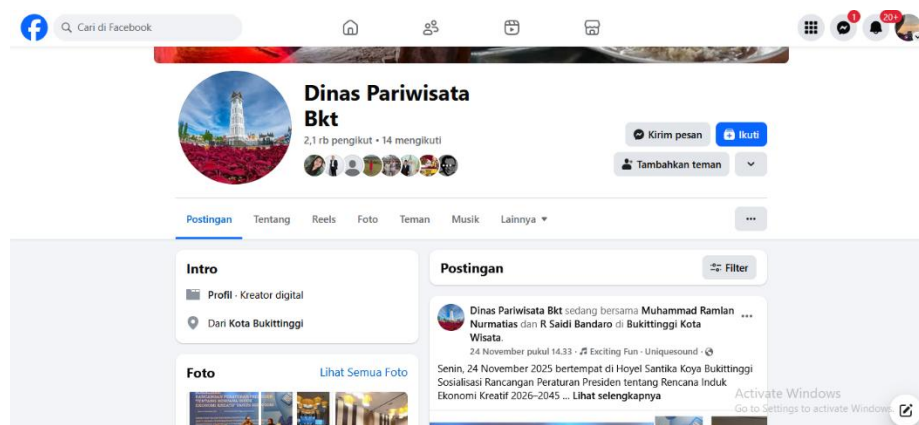 Cari di Facebook
1
20+
Dinas Pariwisata
Bkt
2,1 rb pengikut • 14 mengikuti
Kirim pesan
Ikuti
Tambahkan teman
Postingan Tentang Reels Foto Teman Musik Lainnya
Intro
Profil · Kreator digital
Dari Kota Bukittinggi
Foto
Lihat Semua Foto
Postingan
Filter
Dinas Pariwisata Bkt sedang bersama Muhammad Ramlan
Nurmatias dan R Saidi Bandaro di Bukittinggi Kota
Wisata.
24 November pukul 14.33 · Exciting Fun - Uniquesound ·
Senin, 24 November 2025 bertempat di Hoyel Santika Koya Bukittinggi
Sosialisasi Rancangan Peraturan Presiden tentang Rencana Induk
Ekonomi Kreatif 2026–2045 ... Lihat selengkapnya
Activate Windows
Go to Settings to activate Windows.